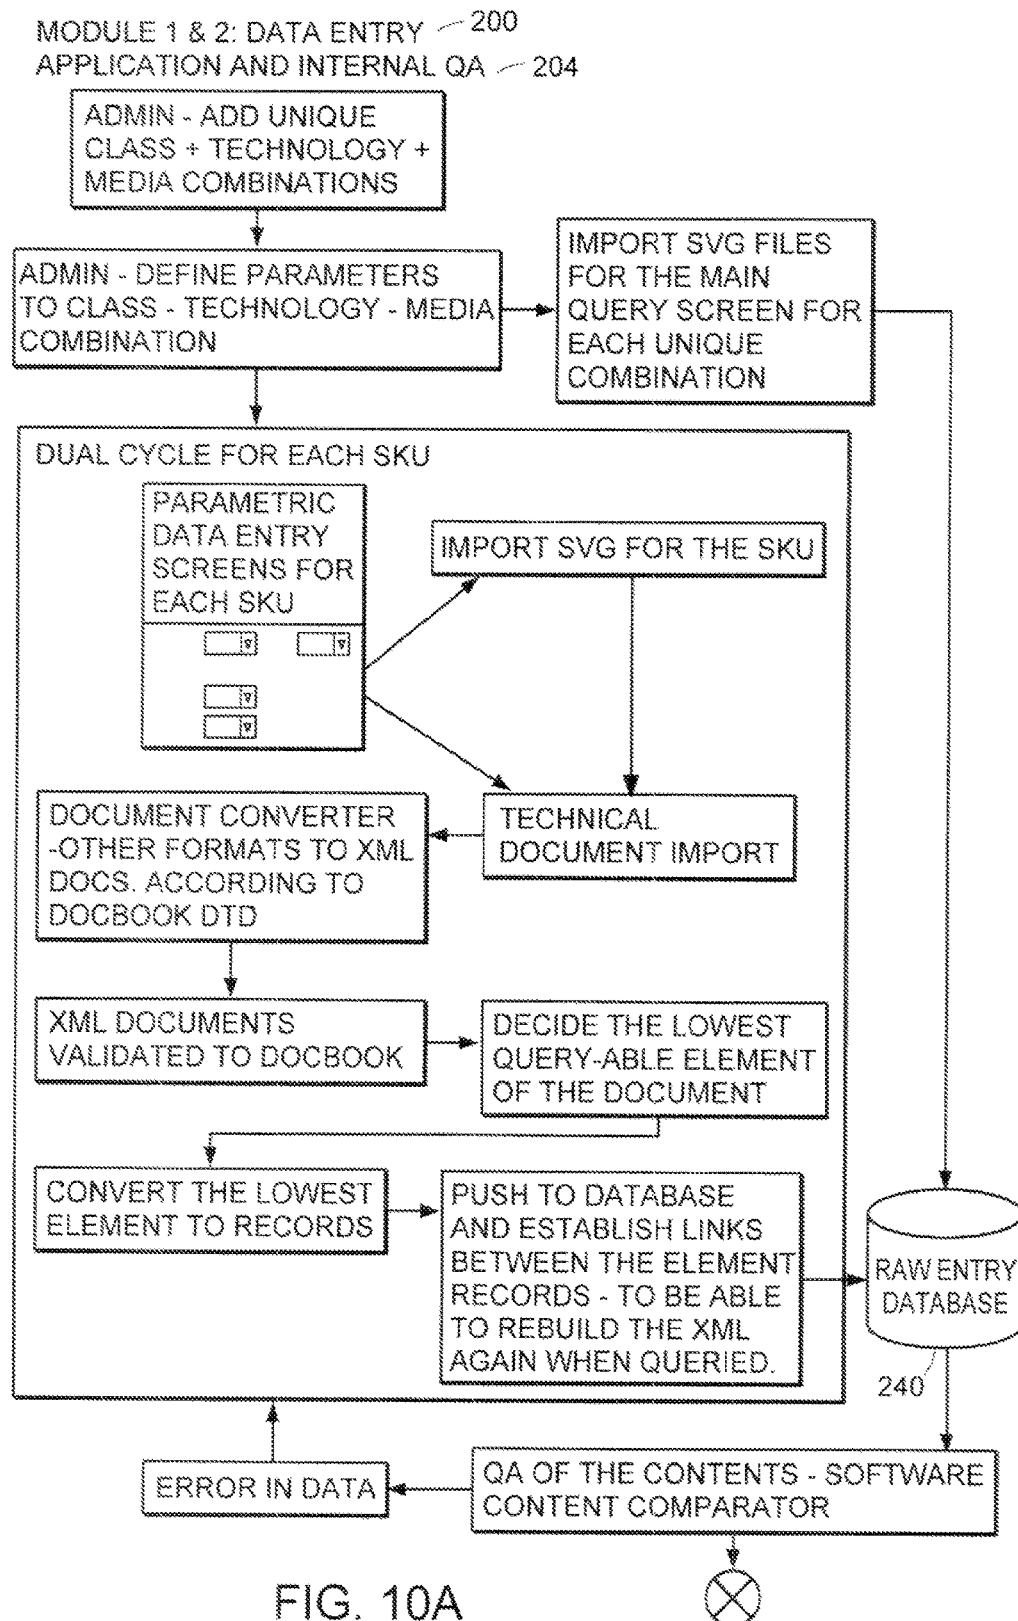 MODULE 1 & 2: DATA ENTRY 200
APPLICATION AND INTERNAL QA 204
ADMIN - ADD UNIQUE
CLASS + TECHNOLOGY +
MEDIA COMBINATIONS
ADMIN - DEFINE PARAMETERS
TO CLASS - TECHNOLOGY - MEDIA
COMBINATION
IMPORT SVG FILES
FOR THE MAIN
QUERY SCREEN FOR
EACH UNIQUE
COMBINATION
DUAL CYCLE FOR EACH SKU
PARAMETRIC
DATA ENTRY
SCREENS FOR
EACH SKU
IMPORT SVG FOR THE SKU
TECHNICAL
DOCUMENT IMPORT
DOCUMENT CONVERTER
-OTHER FORMATS TO XML
DOCS. ACCORDING TO
DOCBOOK DTD
XML DOCUMENTS
VALIDATED TO DOCBOOK
DECIDE THE LOWEST
QUERY-ABLE ELEMENT
OF THE DOCUMENT
CONVERT THE LOWEST
ELEMENT TO RECORDS
PUSH TO DATABASE
AND ESTABLISH LINKS
BETWEEN THE ELEMENT
RECORDS - TO BE ABLE
TO REBUILD THE XML
AGAIN WHEN QUERIED.
RAW ENTRY
DATABASE
240
QA OF THE CONTENTS - SOFTWARE
CONTENT COMPARATOR
ERROR IN DATA
FIG. 10A